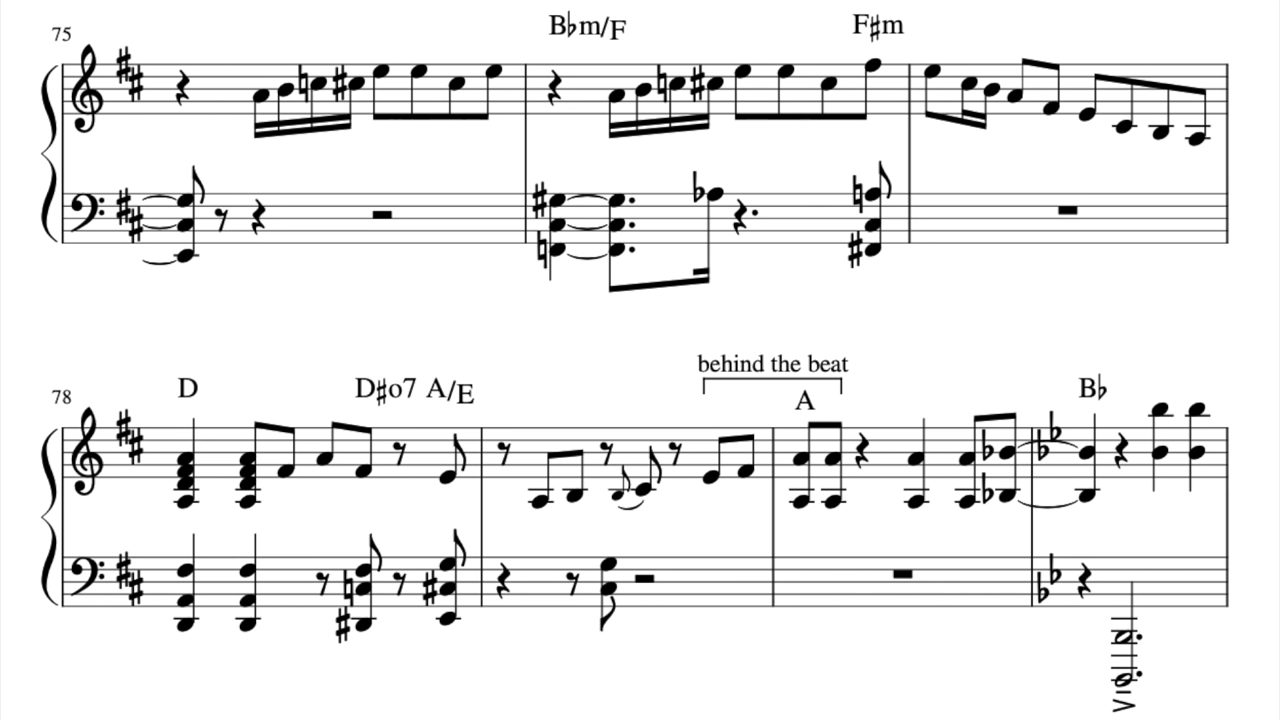 75
B♭m/F F♯m
78
behind the beat
D D♯o7 A/E A B♭